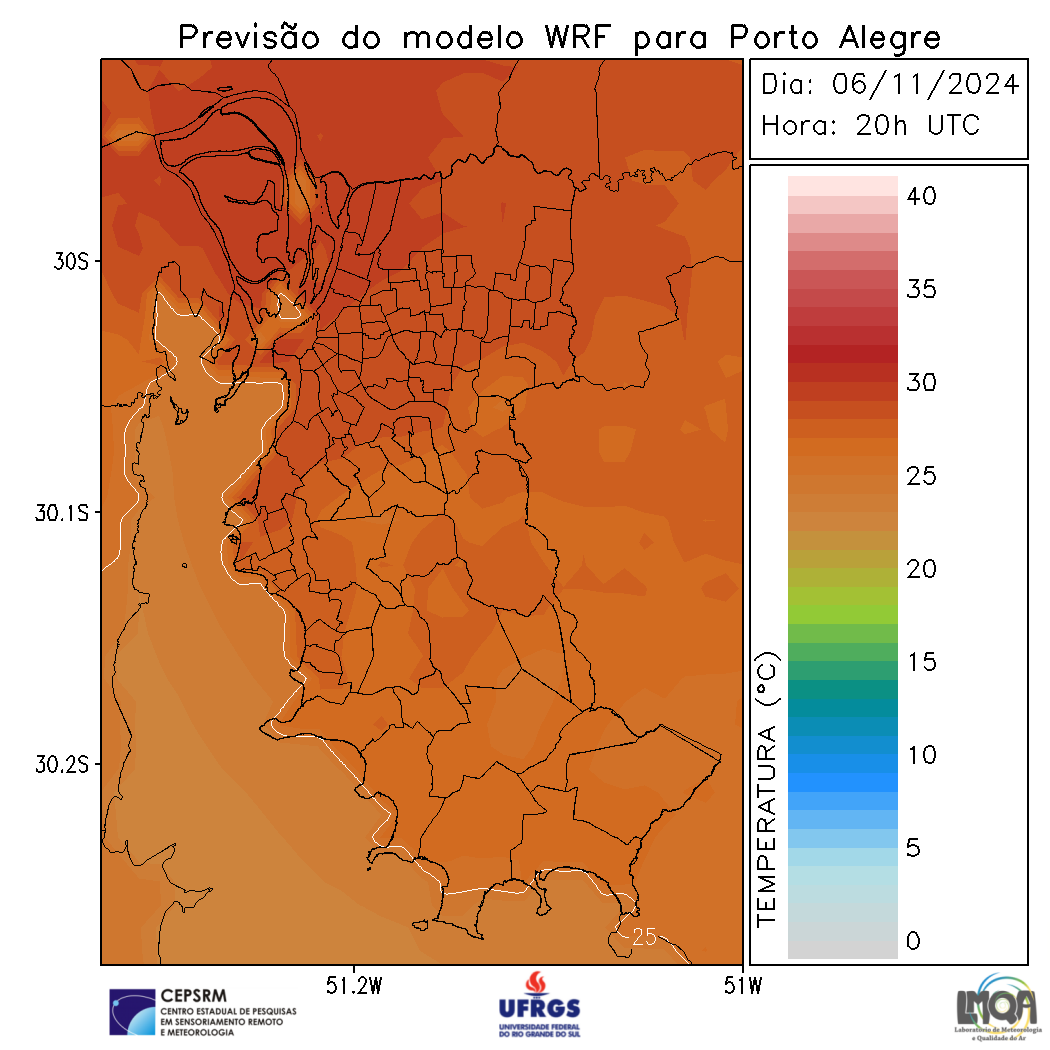 Previsão do modelo WRF para Porto Alegre
Dia: 06/11/2024
Hora: 20h UTC
30S
30.1S
30.2S
51.2W
51W
25
TEMPERATURA (°C)
40
35
30
25
20
15
10
5
0
CEPSRM
CENTRO ESTADUAL DE PESQUISAS
EM SENSORIAMENTO REMOTO
E METEOROLOGIA
UFRGS
UNIVERSIDADE FEDERAL
DO RIO GRANDE DO SUL
LMQA
Laboratório de Meteorologia
e Qualidade do Ar